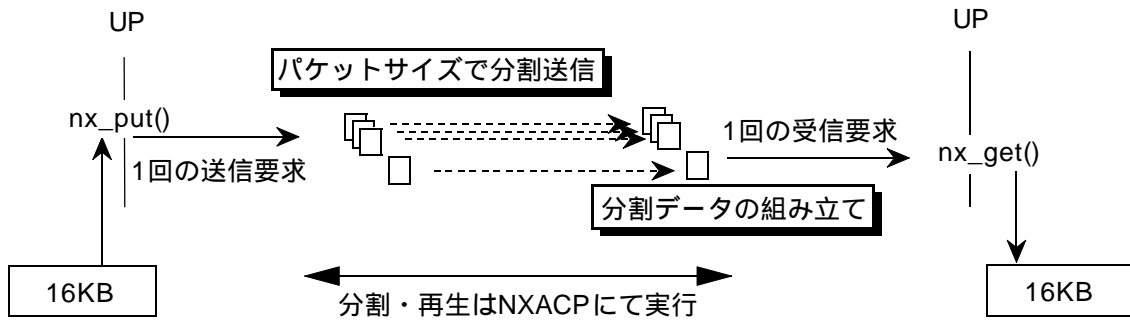 UP
UP
パケットサイズで分割送信
nx_put()
1回の送信要求
1回の受信要求
nx_get()
分割データの組み立て
16KB
16KB
分割・再生はNXACPにて実行